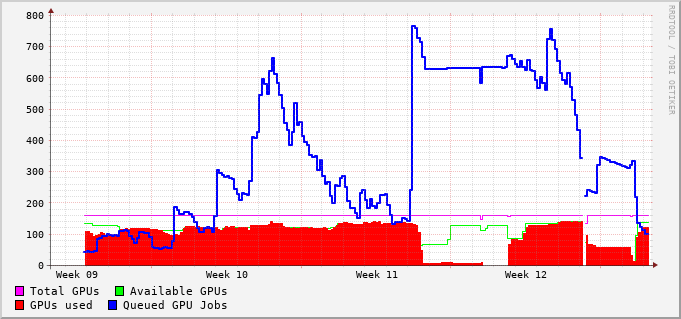 800
700
600
500
400
300
200
100
0
Week 09 Week 10 Week 11 Week 12
Total GPUs Available GPUs
GPUs used Queued GPU Jobs
RRDTOOL / TOBI OETIKER